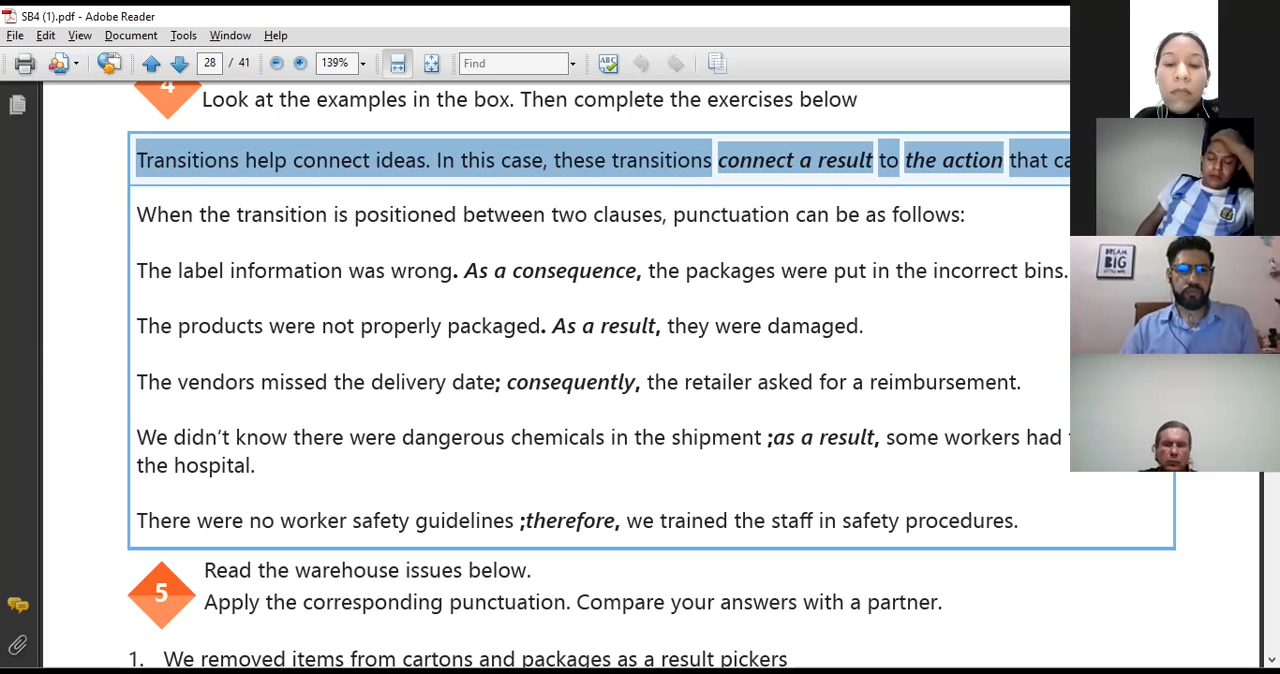 SB4 (1).pdf - Adobe Reader
File Edit View Document Tools Window Help
28 / 41 139% Find
4
Look at the examples in the box. Then complete the exercises below
Transitions help connect ideas. In this case, these transitions connect a result to the action that
When the transition is positioned between two clauses, punctuation can be as follows:
The label information was wrong. As a consequence, the packages were put in the incorrect bins.
The products were not properly packaged. As a result, they were damaged.
The vendors missed the delivery date; consequently, the retailer asked for a reimbursement.
We didn't know there were dangerous chemicals in the shipment ;as a result, some workers had
the hospital.
There were no worker safety guidelines ;therefore, we trained the staff in safety procedures.
5
Read the warehouse issues below.
Apply the corresponding punctuation. Compare your answers with a partner.
1. We removed items from cartons and packages as a result pickers
DREAM
BIG